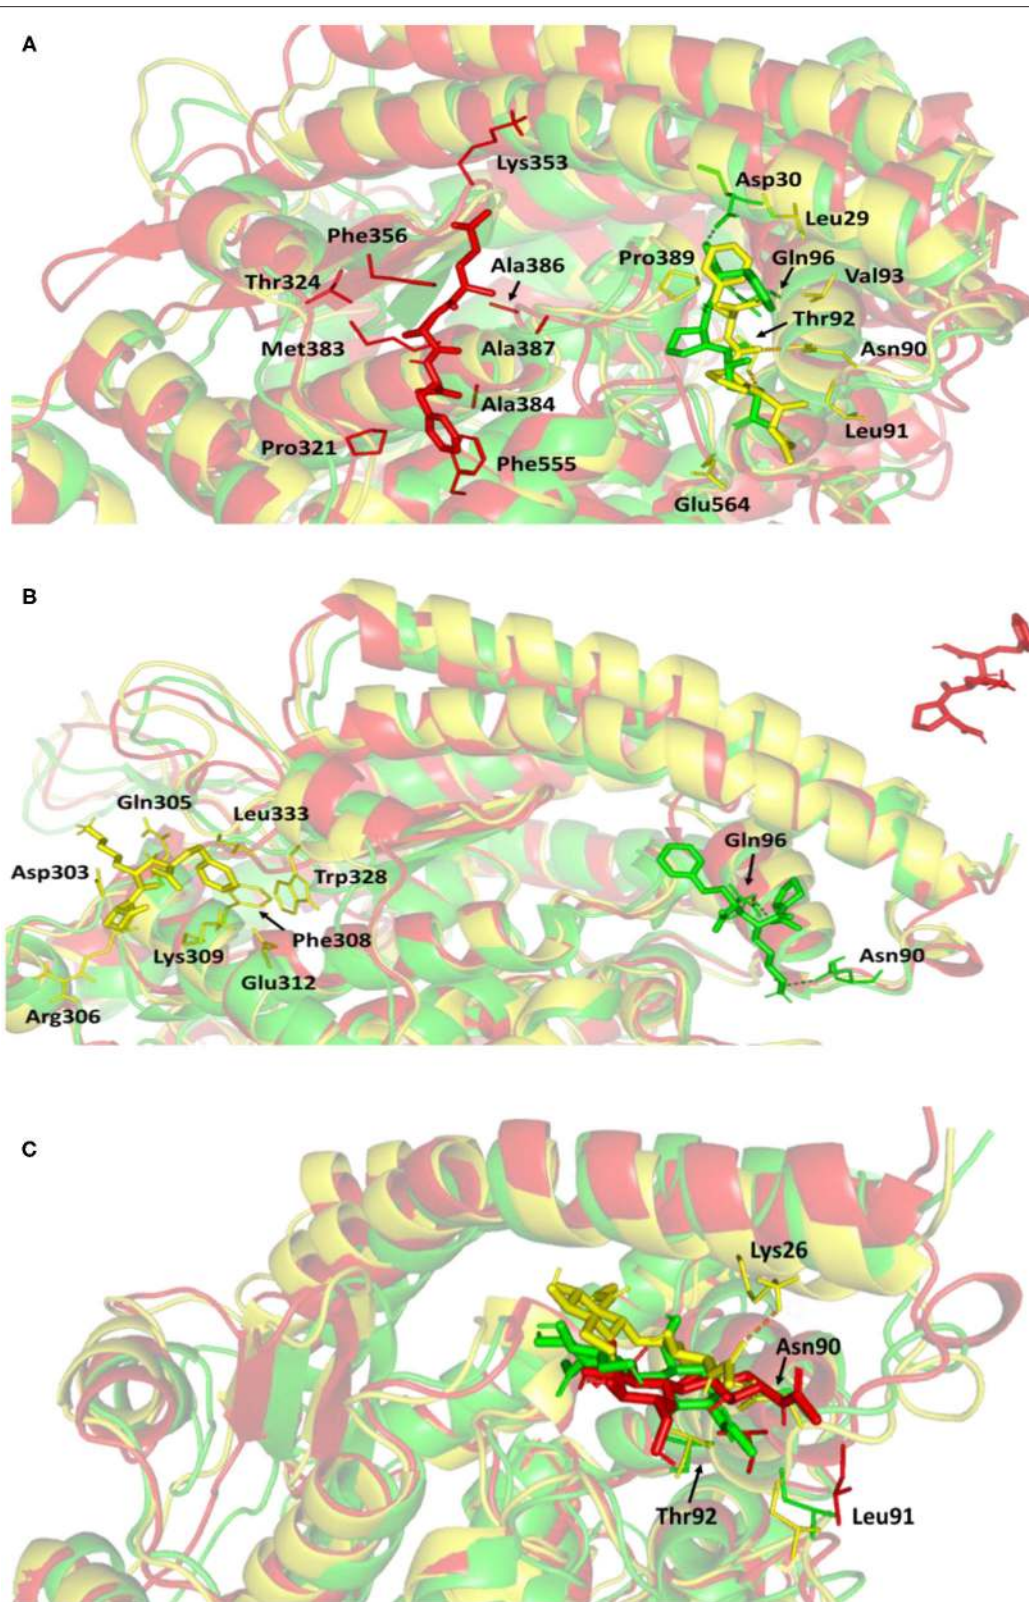 A
Lys353
Asp30
Leu29
Phe356
Pro389
Gln96
Ala386
Val93
Thr324
Thr92
Met383
Ala387
Asn90
Ala384
Leu91
Pro321
Phe555
Glu564
B
Gln305
Leu333
Gln96
Asp303
Trp328
Phe308
Lys309
Asn90
Glu312
Arg306
C
Lys26
Asn90
Thr92
Leu91